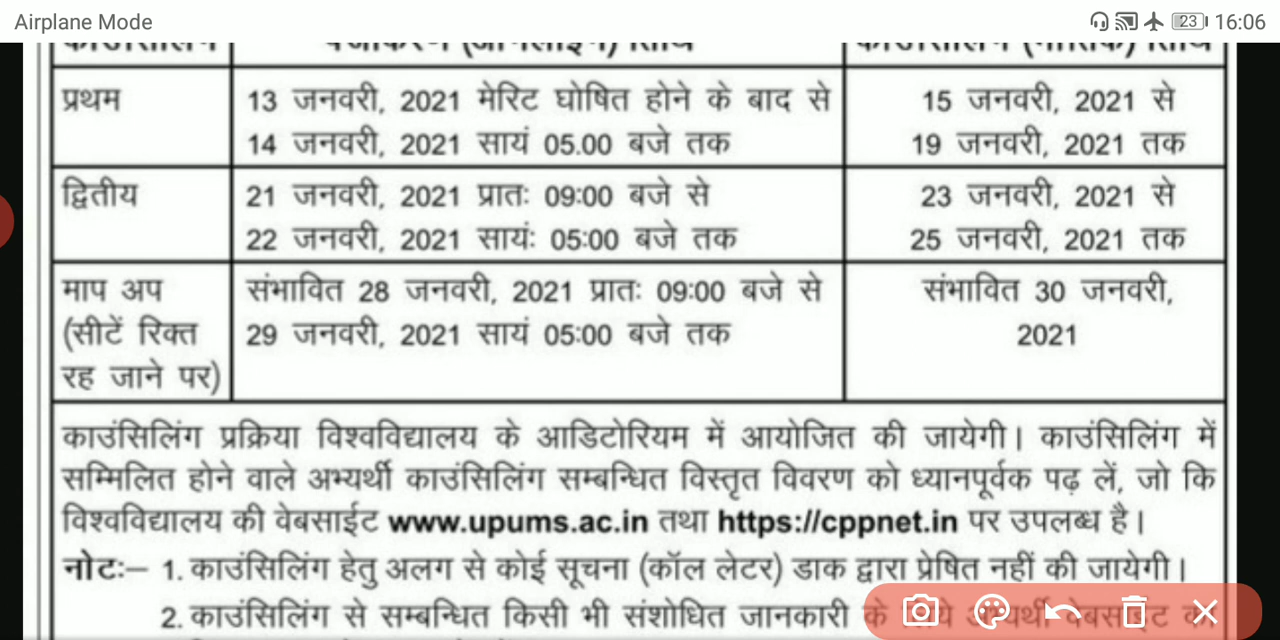 Airplane Mode 23 16:06
प्रथम 13 जनवरी, 2021 मेरिट घोषित होने के बाद से 15 जनवरी, 2021 से
14 जनवरी, 2021 सायं 05.00 बजे तक 19 जनवरी, 2021 तक
द्वितीय 21 जनवरी, 2021 प्रातः 09:00 बजे से 23 जनवरी, 2021 से
22 जनवरी, 2021 सायंः 05:00 बजे तक 25 जनवरी, 2021 तक
माप अप संभावित 28 जनवरी, 2021 प्रातः 09:00 बजे से संभावित 30 जनवरी,
(सीटें रिक्त 29 जनवरी, 2021 सायं 05:00 बजे तक 2021
रह जाने पर)
काउंसिलिंग प्रक्रिया विश्वविद्यालय के आडिटोरियम में आयोजित की जायेगी। काउंसिलिंग में
सम्मिलित होने वाले अभ्यर्थी काउंसिलिंग सम्बन्धित विस्तृत विवरण को ध्यानपूर्वक पढ़ लें, जो कि
विश्वविद्यालय की वेबसाईट www.upums.ac.in तथा https://cppnet.in पर उपलब्ध है।
नोटः– 1. काउंसिलिंग हेतु अलग से कोई सूचना (कॉल लेटर) डाक द्वारा प्रेषित नहीं की जायेगी।
2. काउंसिलिंग से सम्बन्धित किसी भी संशोधित जानकारी के